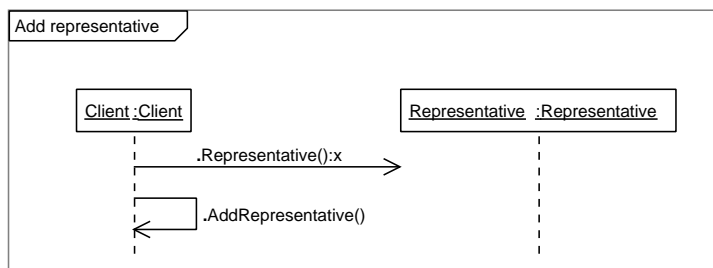 Add representative
Client :Client
Representative :Representative
.Representative():x
.AddRepresentative()